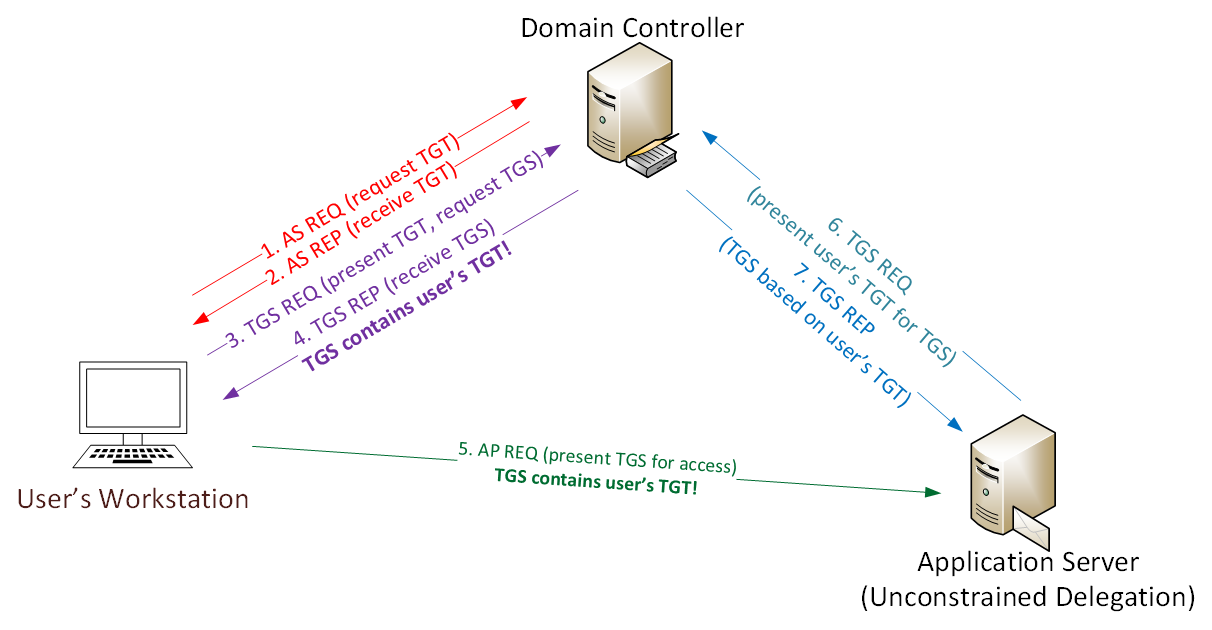 Domain Controller
1. AS REQ (request TGT)
2. AS REP (receive TGT)
3. TGS REQ (present TGT, request TGS)
4. TGS REP (receive TGS)
TGS contains user’s TGT!
6. TGS REQ
(present user’s TGT for TGS)
7. TGS REP
(TGS based on user’s TGT)
5. AP REQ (present TGS for access)
TGS contains user’s TGT!
User’s Workstation
Application Server
(Unconstrained Delegation)